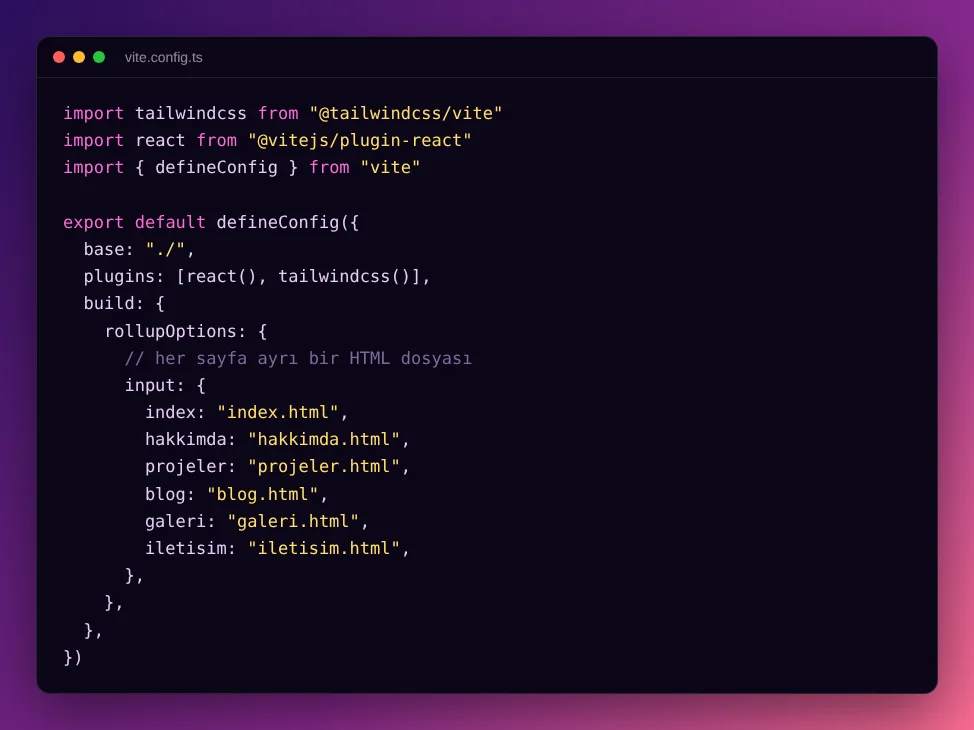 vite.config.ts
import tailwindcss from "@tailwindcss/vite"
import react from "@vitejs/plugin-react"
import { defineConfig } from "vite"
export default defineConfig({
  base: "./",
  plugins: [react(), tailwindcss()],
  build: {
    rollupOptions: {
      // her sayfa ayrı bir HTML dosyası
      input: {
        index: "index.html",
        hakkimda: "hakkimda.html",
        projeler: "projeler.html",
        blog: "blog.html",
        galeri: "galeri.html",
        iletisim: "iletisim.html",
      },
    },
  },
})